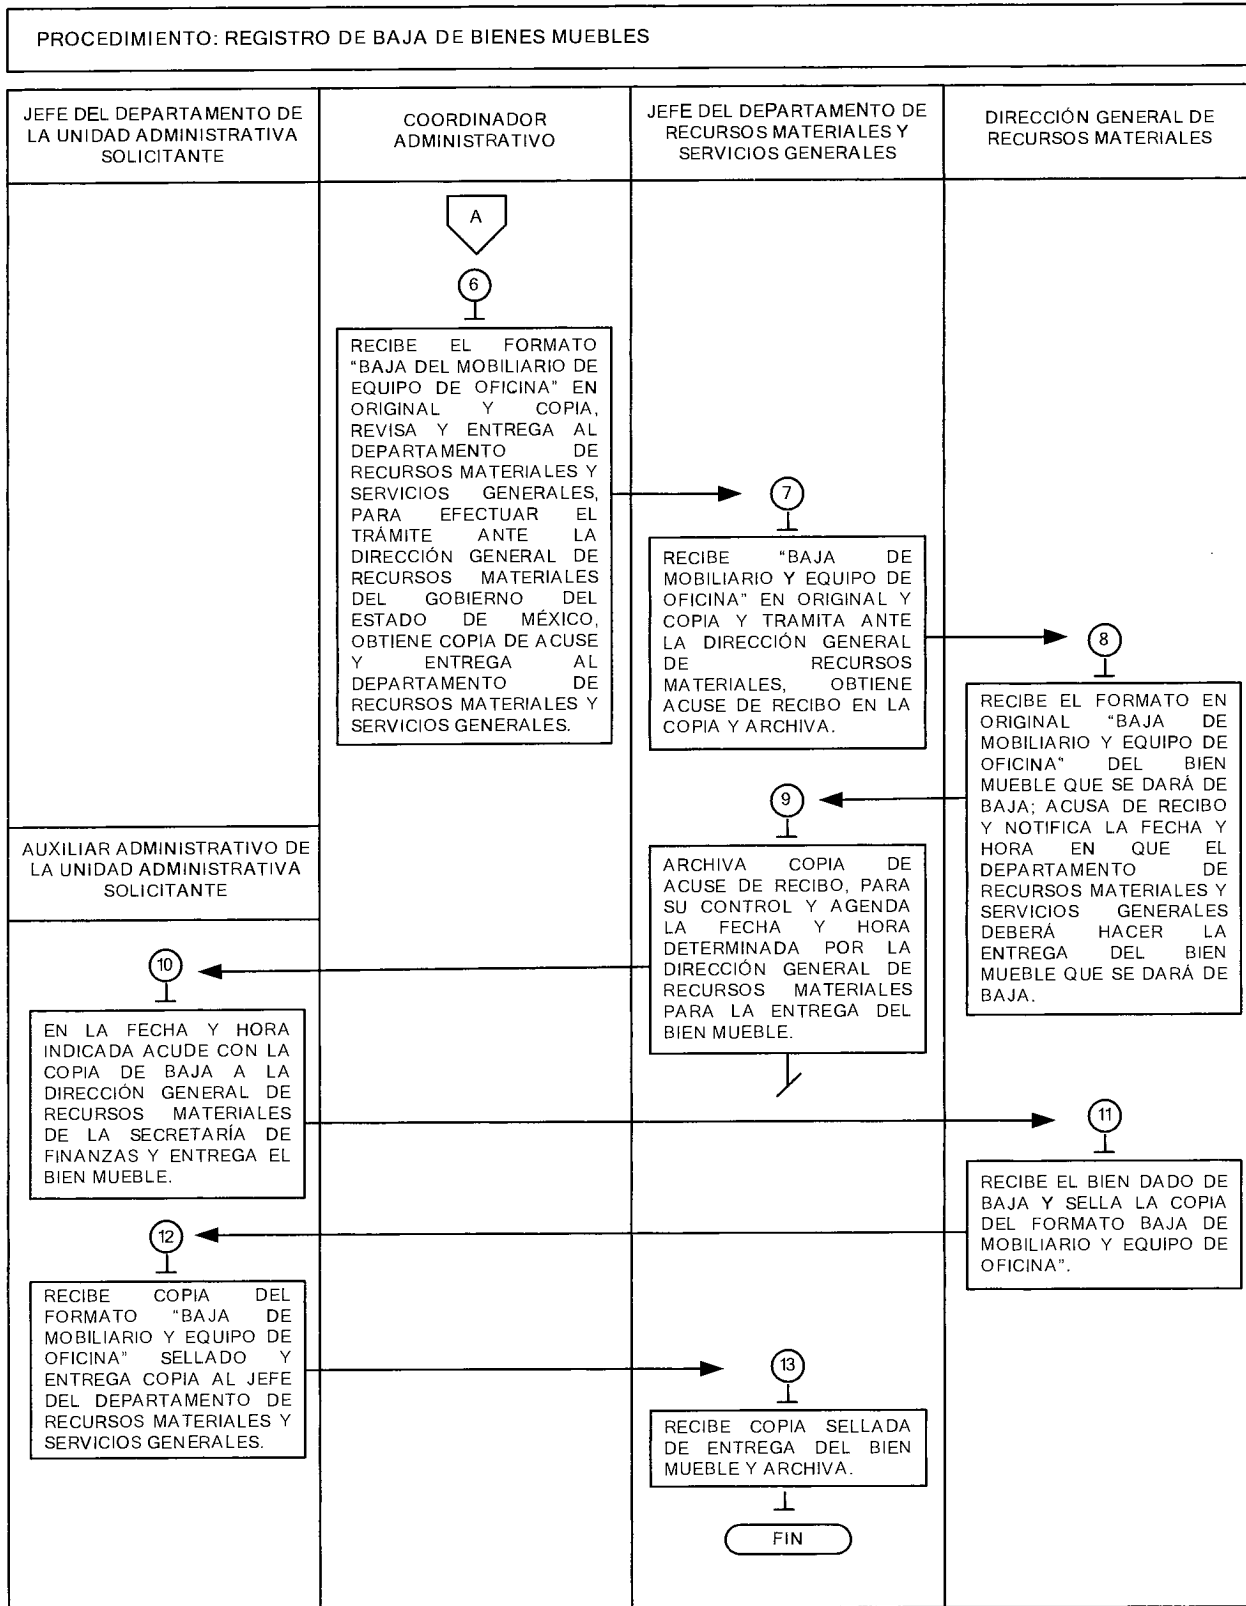 PROCEDIMIENTO: REGISTRO DE BAJA DE BIENES MUEBLES
JEFE DEL DEPARTAMENTO DE
LA UNIDAD ADMINISTRATIVA
SOLICITANTE
COORDINADOR
ADMINISTRATIVO
JEFE DEL DEPARTAMENTO DE
RECURSOS MATERIALES Y
SERVICIOS GENERALES
DIRECCIÓN GENERAL DE
RECURSOS MATERIALES
A
6
RECIBE EL FORMATO
"BAJA DEL MOBILIARIO DE
EQUIPO DE OFICINA" EN
ORIGINAL Y COPIA,
REVISA Y ENTREGA AL
DEPARTAMENTO DE
RECURSOS MATERIALES Y
SERVICIOS GENERALES,
PARA EFECTUAR EL
TRÁMITE ANTE LA
DIRECCIÓN GENERAL DE
RECURSOS MATERIALES
DEL GOBIERNO DEL
ESTADO DE MÉXICO,
OBTIENE COPIA DE ACUSE
Y ENTREGA AL
DEPARTAMENTO DE
RECURSOS MATERIALES Y
SERVICIOS GENERALES.
7
RECIBE "BAJA DE
MOBILIARIO Y EQUIPO DE
OFICINA" EN ORIGINAL Y
COPIA Y TRAMITA ANTE
LA DIRECCIÓN GENERAL
DE RECURSOS
MATERIALES, OBTIENE
ACUSE DE RECIBO EN LA
COPIA Y ARCHIVA.
8
RECIBE EL FORMATO EN
ORIGINAL "BAJA DE
MOBILIARIO Y EQUIPO DE
OFICINA" DEL BIEN
MUEBLE QUE SE DARÁ DE
BAJA; ACUSA DE RECIBO
Y NOTIFICA LA FECHA Y
HORA EN QUE EL
DEPARTAMENTO DE
RECURSOS MATERIALES Y
SERVICIOS GENERALES
DEBERÁ HACER LA
ENTREGA DEL BIEN
MUEBLE QUE SE DARÁ DE
BAJA.
9
ARCHIVA COPIA DE
ACUSE DE RECIBO, PARA
SU CONTROL Y AGENDA
LA FECHA Y HORA
DETERMINADA POR LA
DIRECCIÓN GENERAL DE
RECURSOS MATERIALES
PARA LA ENTREGA DEL
BIEN MUEBLE.
AUXILIAR ADMINISTRATIVO DE
LA UNIDAD ADMINISTRATIVA
SOLICITANTE
10
EN LA FECHA Y HORA
INDICADA ACUDE CON LA
COPIA DE BAJA A LA
DIRECCIÓN GENERAL DE
RECURSOS MATERIALES
DE LA SECRETARÍA DE
FINANZAS Y ENTREGA EL
BIEN MUEBLE.
11
RECIBE EL BIEN DADO DE
BAJA Y SELLA LA COPIA
DEL FORMATO BAJA DE
MOBILIARIO Y EQUIPO DE
OFICINA".
12
RECIBE COPIA DEL
FORMATO "BAJA DE
MOBILIARIO Y EQUIPO DE
OFICINA" SELLADO Y
ENTREGA COPIA AL JEFE
DEL DEPARTAMENTO DE
RECURSOS MATERIALES Y
SERVICIOS GENERALES.
13
RECIBE COPIA SELLADA
DE ENTREGA DEL BIEN
MUEBLE Y ARCHIVA.
FIN